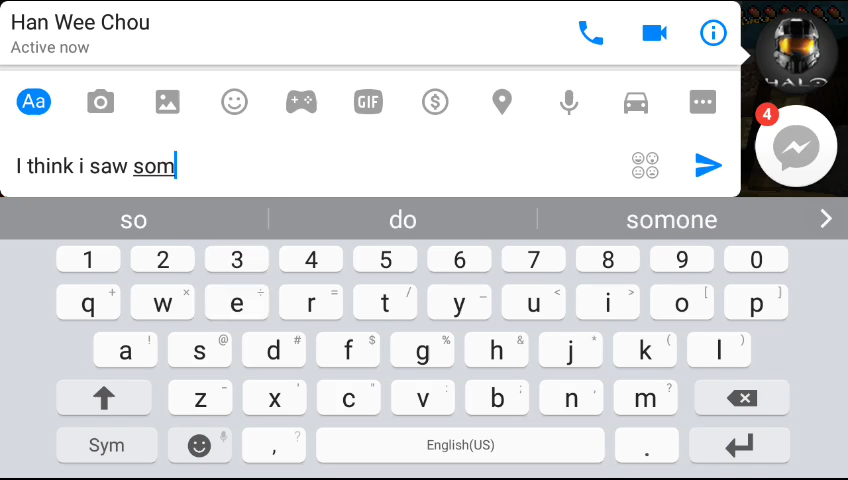 Han Wee Chou
Active now
HALO
Aa
GIF
$
4
I think i saw som
so do somone
1 2 3 4 5 6 7 8 9 0
q + w × e ÷ r = t / y _ u < i > o [ p ]
a ! s @ d # f $ g % h & j * k ( l )
z - x ' c " v : b ; n , m ?
Sym , ? English(US) .